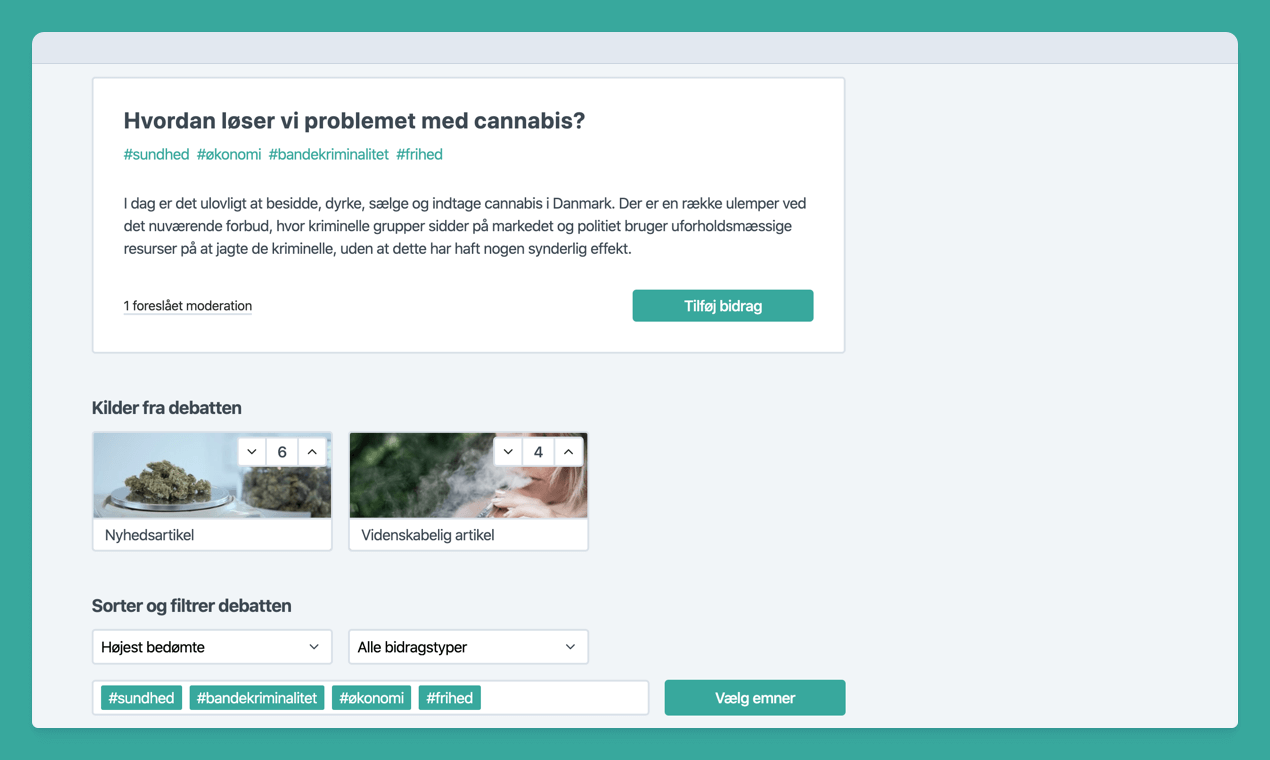 Hvordan løser vi problemet med cannabis?
#sundhed #økonomi #bandekriminalitet #frihed
I dag er det ulovligt at besidde, dyrke, sælge og indtage cannabis i Danmark. Der er en række ulemper ved
det nuværende forbud, hvor kriminelle grupper sidder på markedet og politiet bruger uforholdsmæssige
resurser på at jagte de kriminelle, uden at dette har haft nogen synderlig effekt.
1 foreslået moderation
Tilføj bidrag
Kilder fra debatten
6
4
Nyhedsartikel
Videnskabelig artikel
Sorter og filtrer debatten
Højest bedømte
Alle bidragstyper
#sundhed #bandekriminalitet #økonomi #frihed
Vælg emner